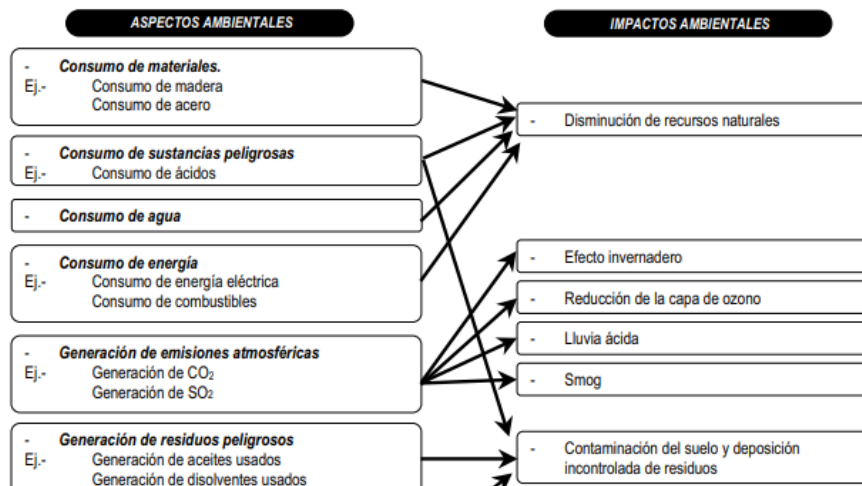 ASPECTOS AMBIENTALES
- Consumo de materiales.
Ej.- Consumo de madera
Consumo de acero
- Consumo de sustancias peligrosas
Ej.- Consumo de ácidos
- Consumo de agua
- Consumo de energía
Ej.- Consumo de energía eléctrica
Consumo de combustibles
- Generación de emisiones atmosféricas
Ej.- Generación de CO₂
Generación de SO₂
- Generación de residuos peligrosos
Ej.- Generación de aceites usados
Generación de disolventes usados
IMPACTOS AMBIENTALES
- Disminución de recursos naturales
- Efecto invernadero
- Reducción de la capa de ozono
- Lluvia ácida
- Smog
- Contaminación del suelo y deposición
incontrolada de residuos